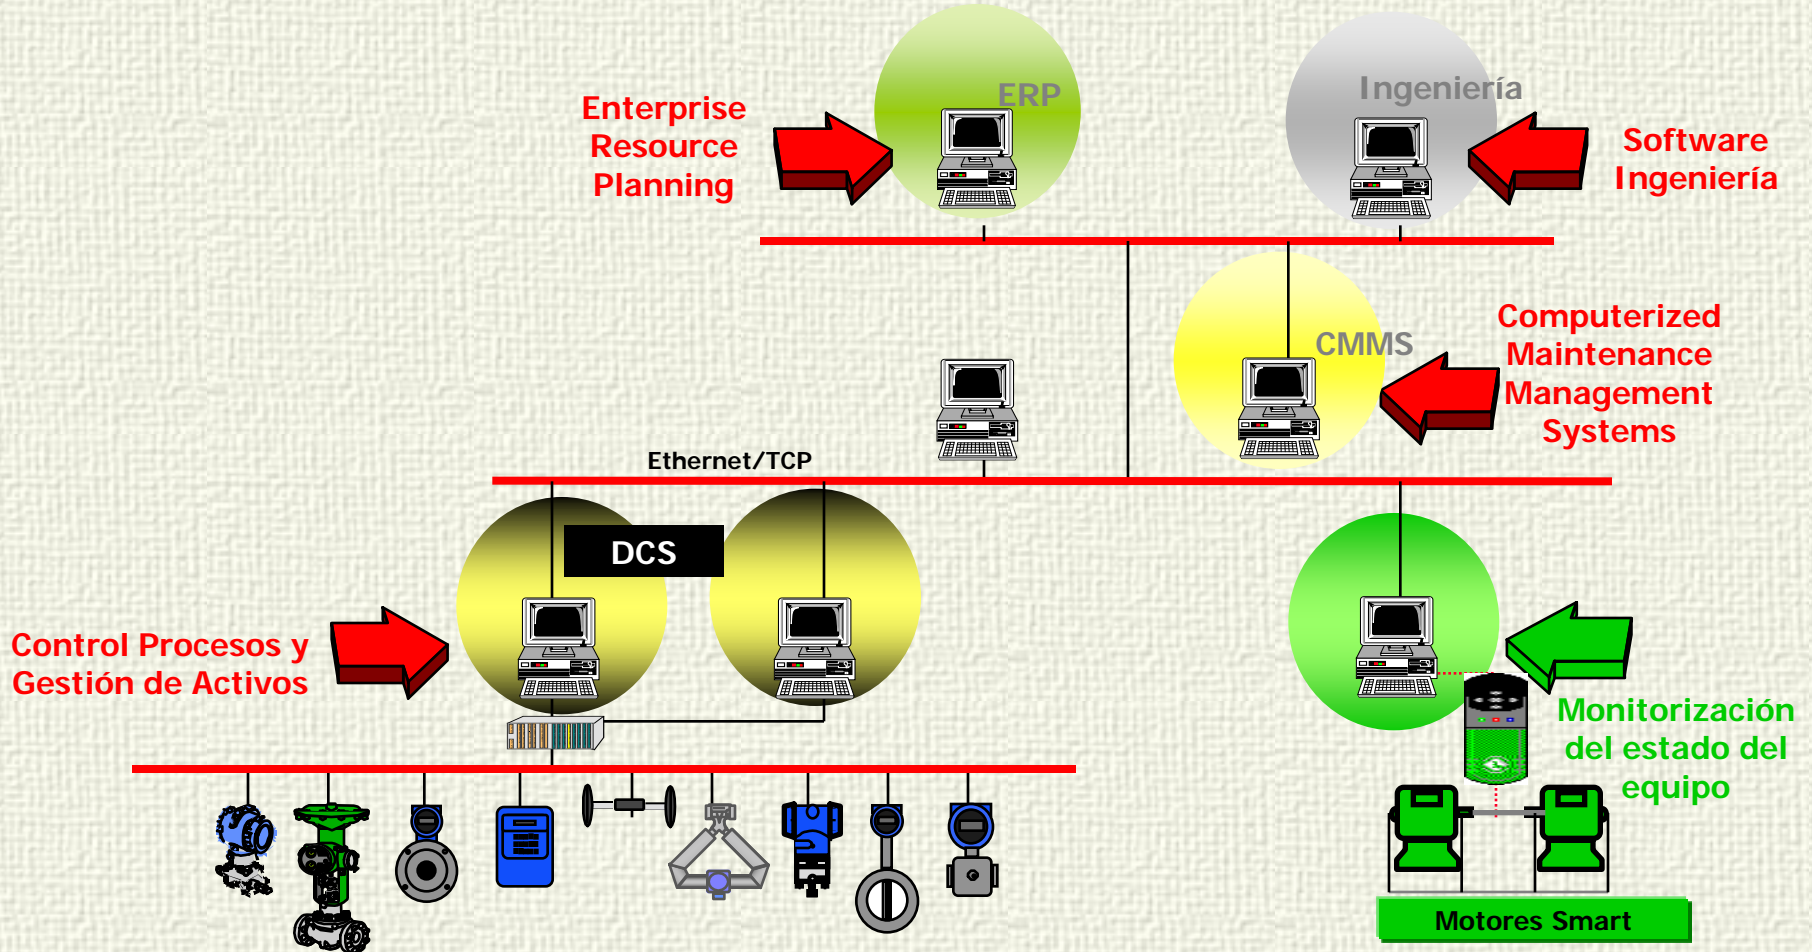 ERP
Ingeniería
Enterprise
Resource
Planning
Software
Ingeniería
CMMS
Computerized
Maintenance
Management
Systems
Ethernet/TCP
DCS
Control Procesos y
Gestión de Activos
Monitorización
del estado del
equipo
Motores Smart